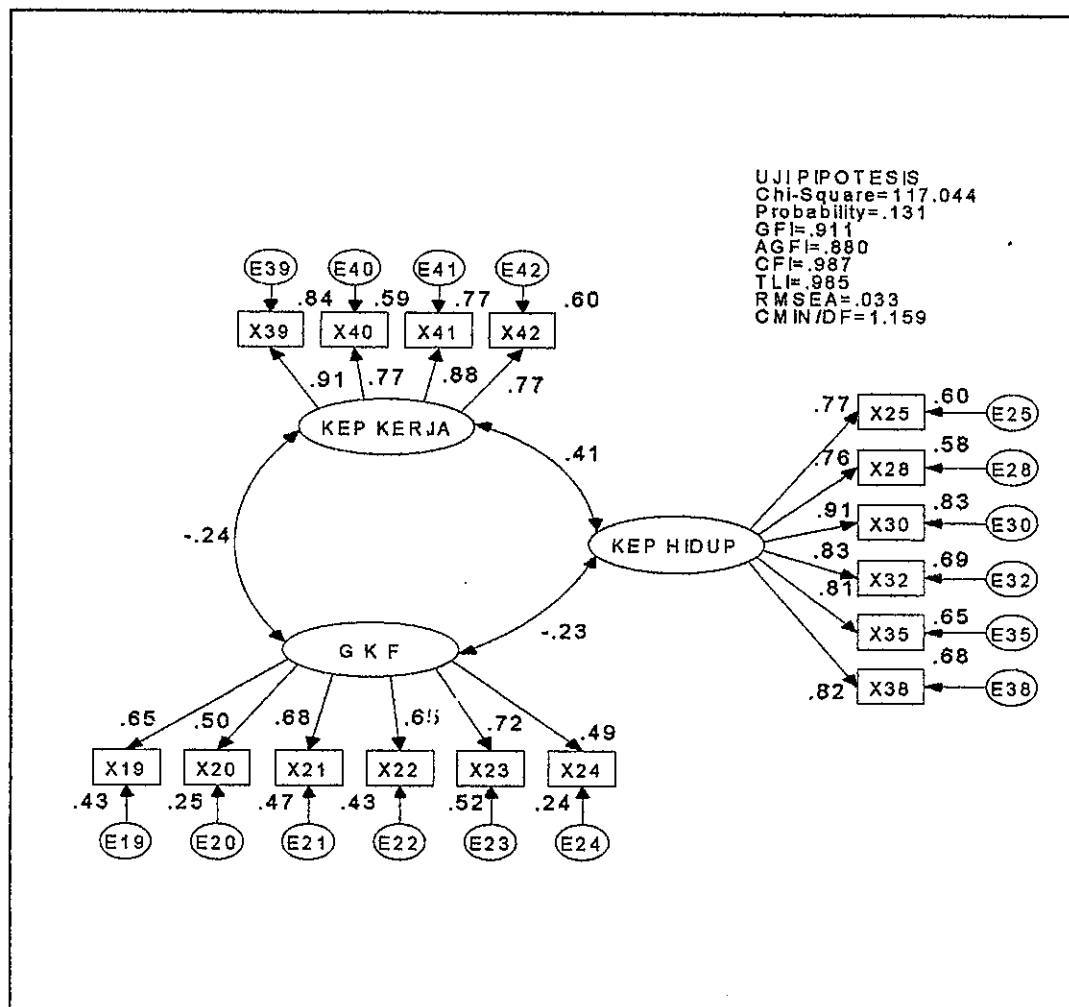 UJI PIPOTESIS
Chi-Square=117.044
Probability=.131
GFI=.911
AGFI=.880
CFI=.987
TLI=.985
RMSEA=.033
CMIN/DF=1.159
E39 E40 E41 E42
.84 .59 .77 .60
X39 X40 X41 X42
.91 .77 .88 .77
KEP KERJA
.41
-.24
KEP HIDUP
-.23
.77 X25 .60 E25
.76 X28 .58 E28
.91 X30 .83 E30
.83 X32 .69 E32
.81 X35 .65 E35
.82 X38 .68 E38
G K F
.65 .50 .68 .65 .72 .49
X19 X20 X21 X22 X23 X24
.43 .25 .47 .43 .52 .24
E19 E20 E21 E22 E23 E24